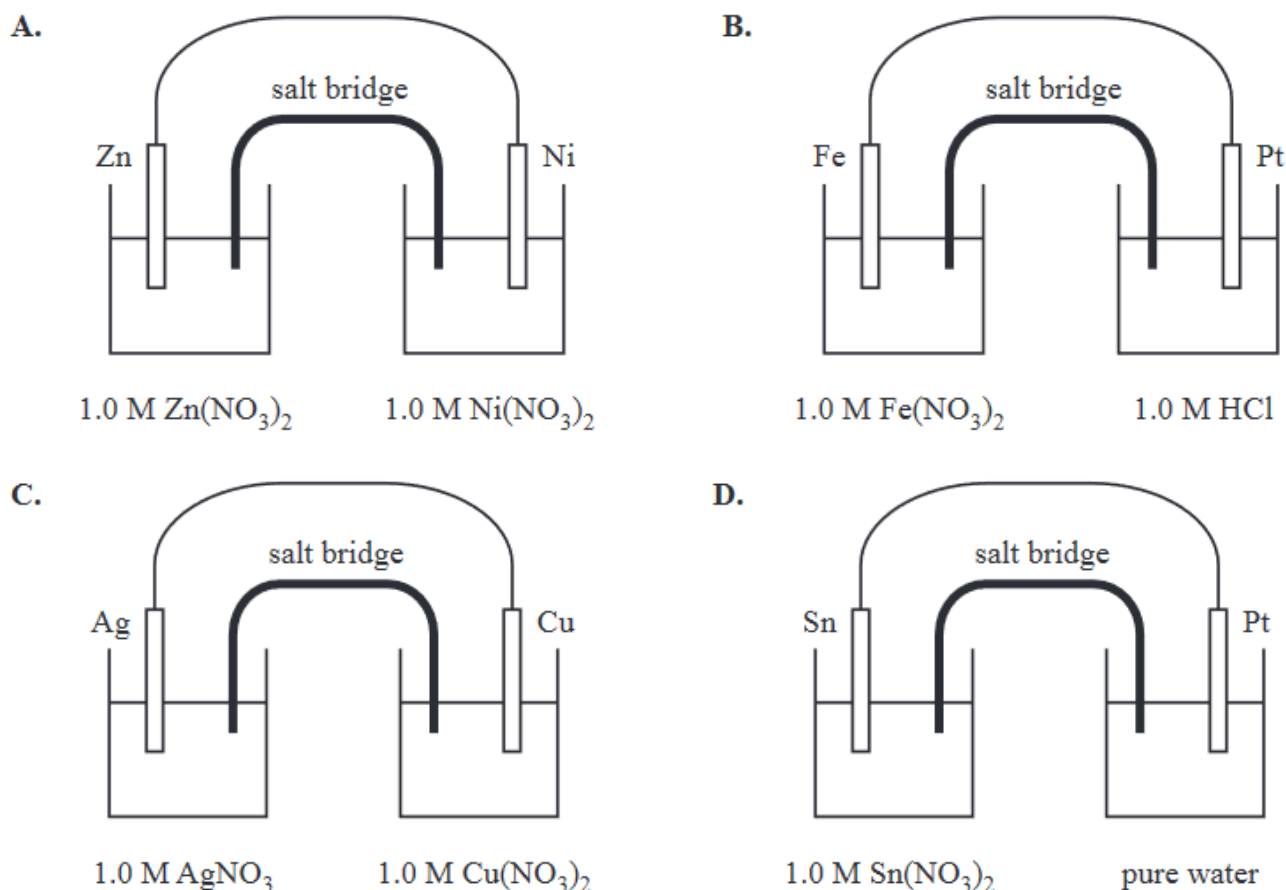 A.
B.
salt bridge
salt bridge
Zn
Ni
Fe
Pt
1.0 M Zn(NO₃)₂
1.0 M Ni(NO₃)₂
1.0 M Fe(NO₃)₂
1.0 M HCl
C.
D.
salt bridge
salt bridge
Ag
Cu
Sn
Pt
1.0 M AgNO₃
1.0 M Cu(NO₃)₂
1.0 M Sn(NO₃)₂
pure water